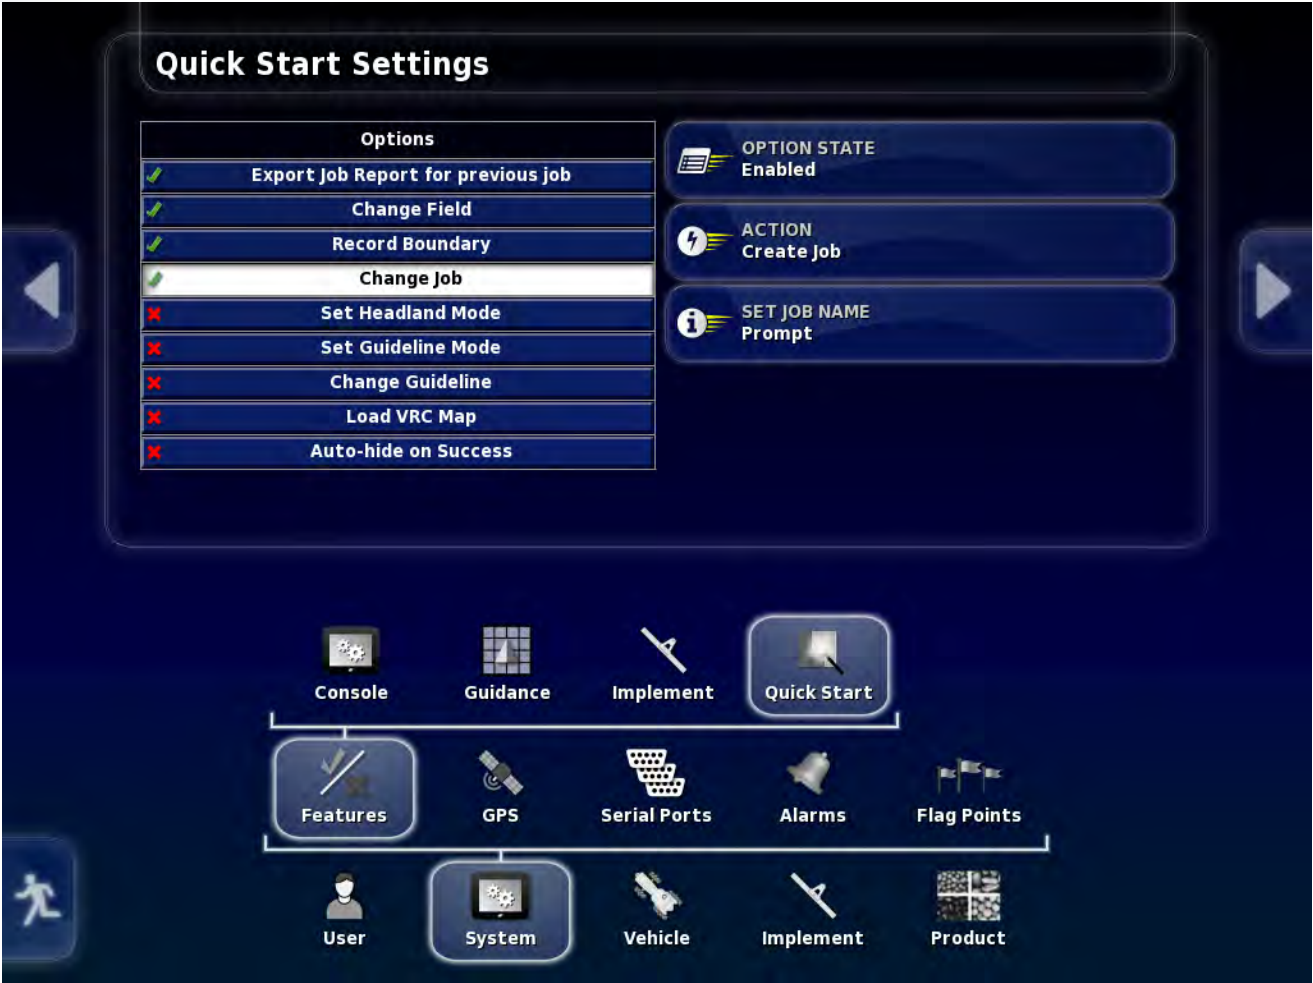 Quick Start Settings
Options
Export Job Report for previous job
Change Field
Record Boundary
Change Job
Set Headland Mode
Set Guideline Mode
Change Guideline
Load VRC Map
Auto-hide on Success
OPTION STATE
Enabled
ACTION
Create Job
SET JOB NAME
Prompt
Console
Guidance
Implement
Quick Start
Features
GPS
Serial Ports
Alarms
Flag Points
User
System
Vehicle
Implement
Product